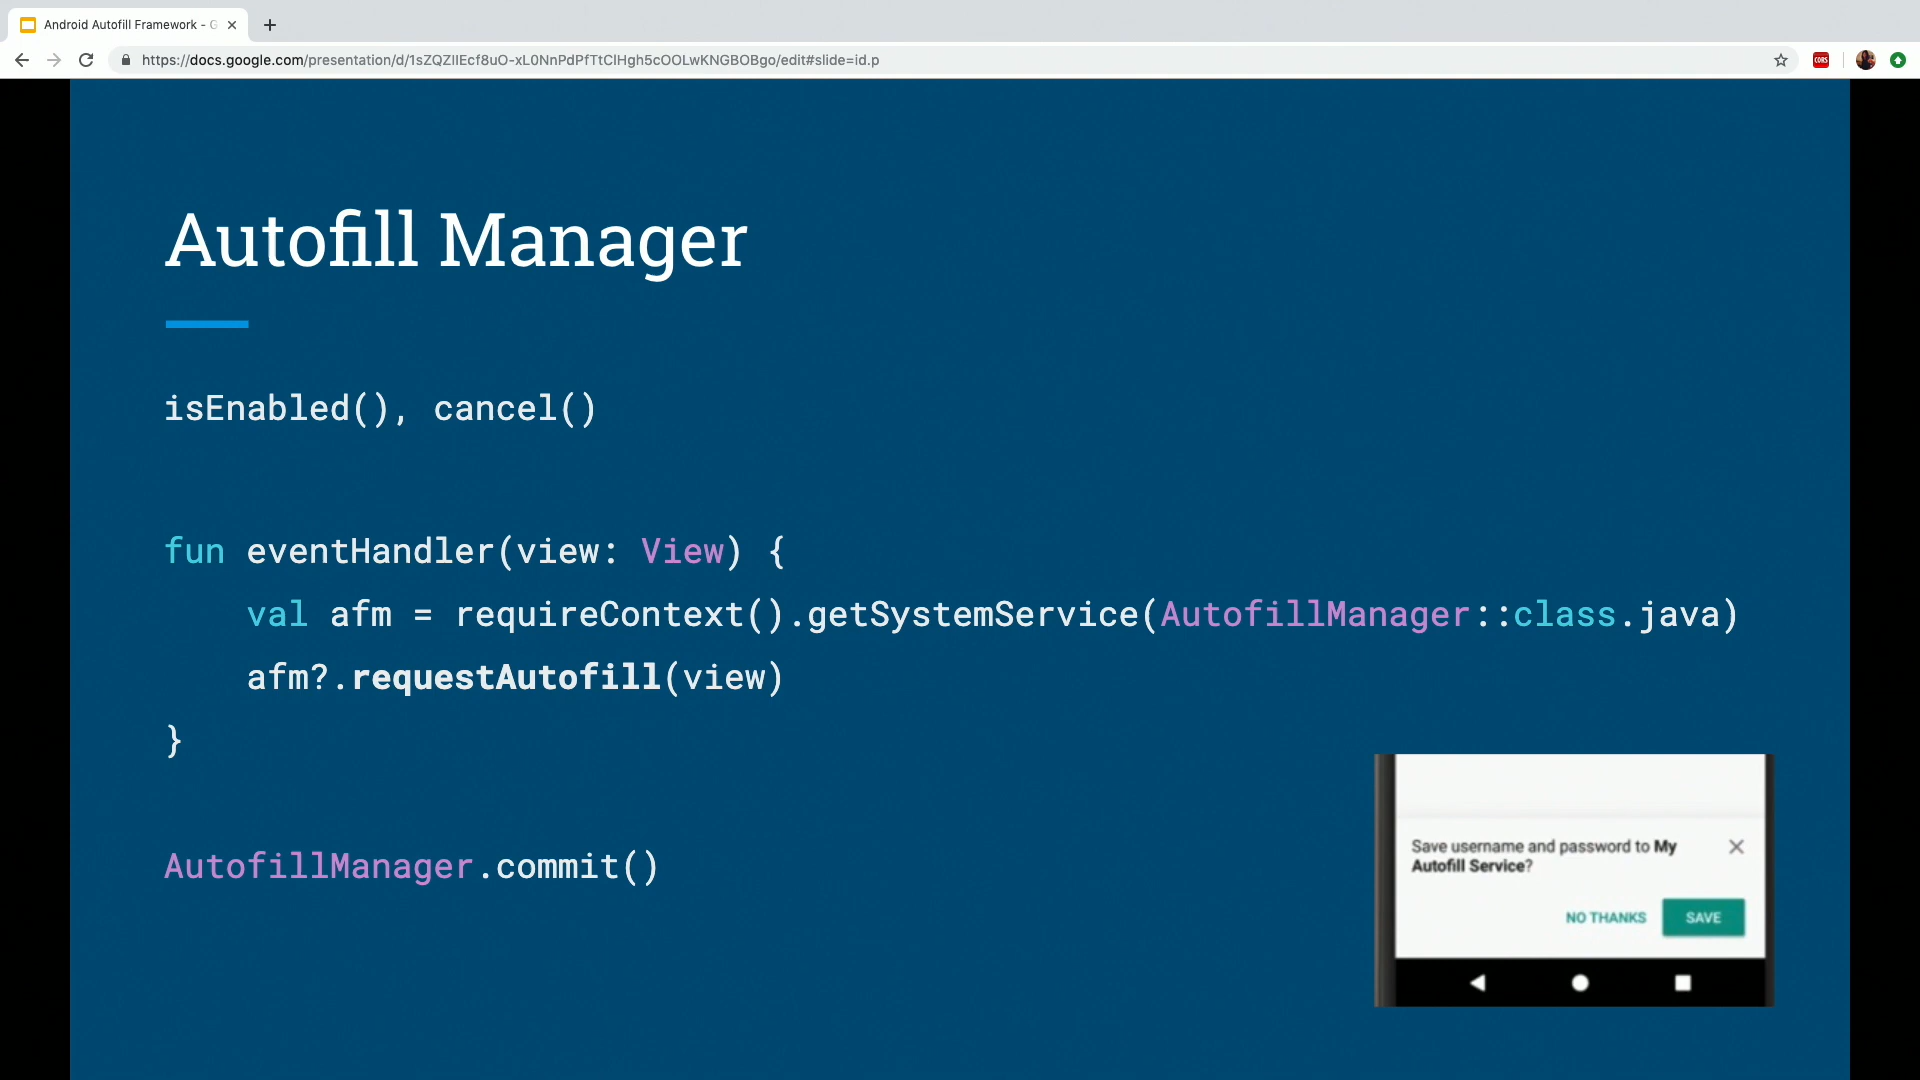 Android Autofill Framework - G
https://docs.google.com/presentation/d/1sZQZIIEcf8uO-xL0NnPdPfTtClHgh5cOOLwKNGBOBgo/edit#slide=id.p
CORS
Autofill Manager
isEnabled(), cancel()
fun eventHandler(view: View) {
val afm = requireContext().getSystemService(AutofillManager::class.java)
afm?.requestAutofill(view)
}
AutofillManager.commit()
Save username and password to My
Autofill Service?
NO THANKS
SAVE